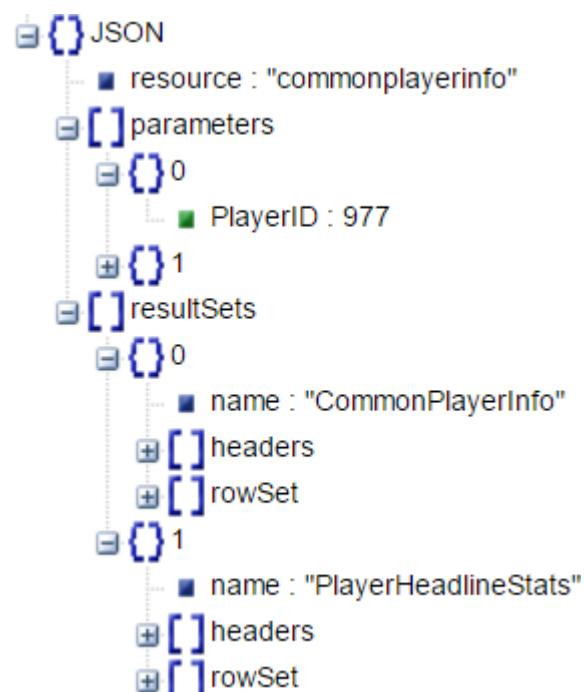 JSON
resource : "commonplayerinfo"
parameters
0
PlayerID : 977
1
resultSets
0
name : "CommonPlayerInfo"
headers
rowSet
1
name : "PlayerHeadlineStats"
headers
rowSet